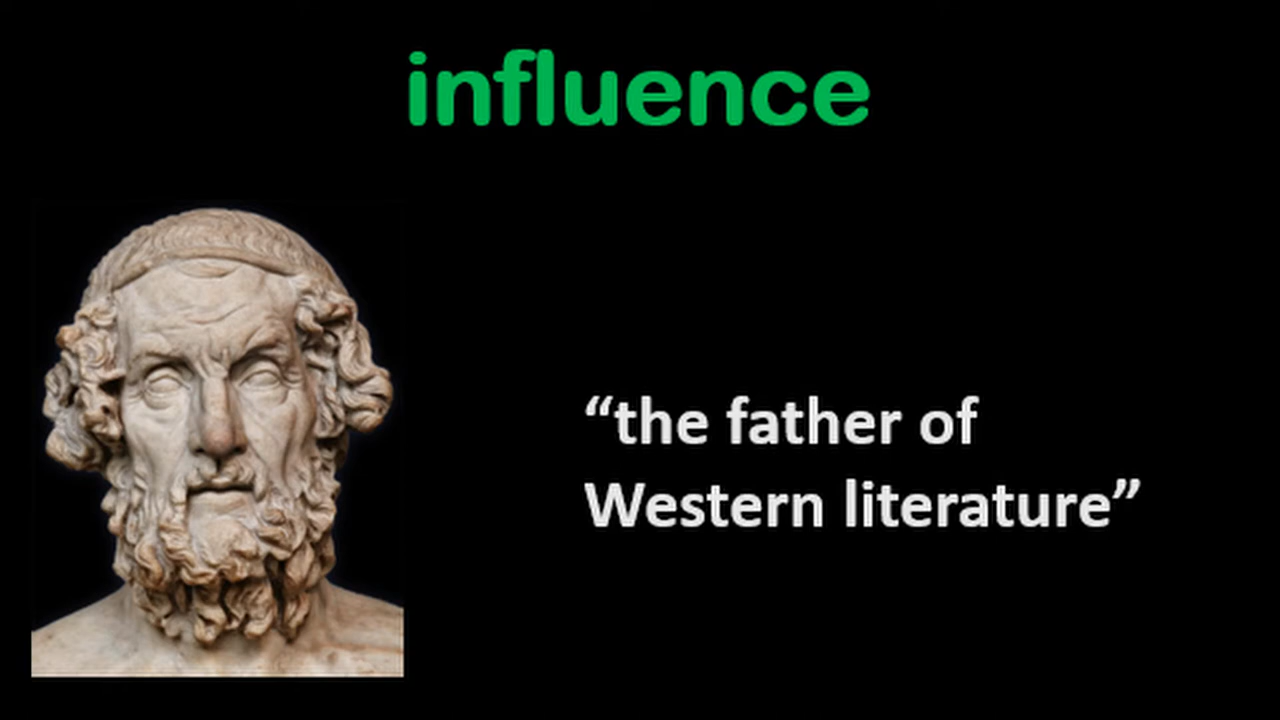 influence
“the father of
Western literature”